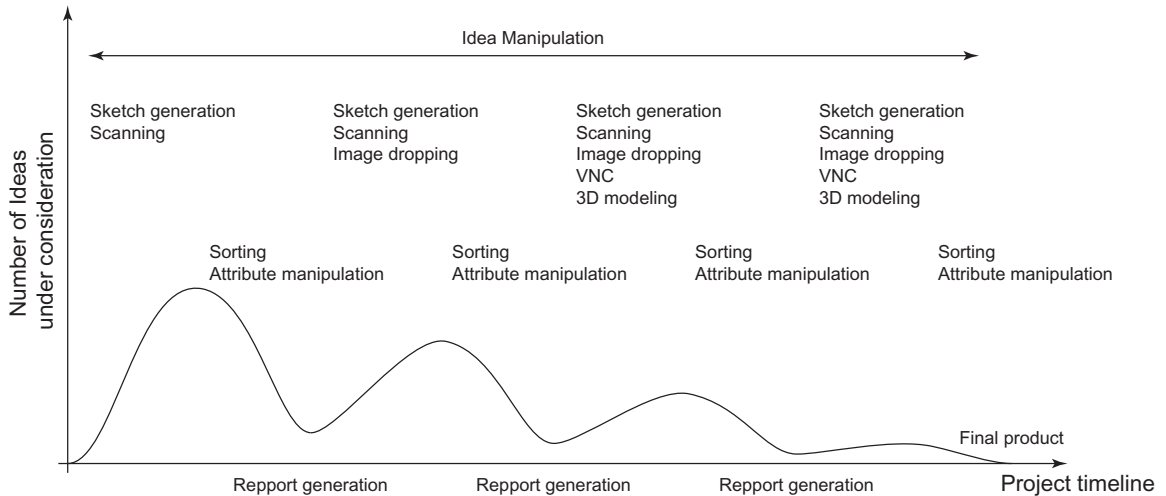 Idea Manipulation
Sketch generation
Scanning
Sketch generation
Scanning
Image dropping
Sketch generation
Scanning
Image dropping
VNC
3D modeling
Sketch generation
Scanning
Image dropping
VNC
3D modeling
Number of Ideas
under consideration
Sorting
Attribute manipulation
Sorting
Attribute manipulation
Sorting
Attribute manipulation
Sorting
Attribute manipulation
Final product
Repport generation
Repport generation
Repport generation
Project timeline